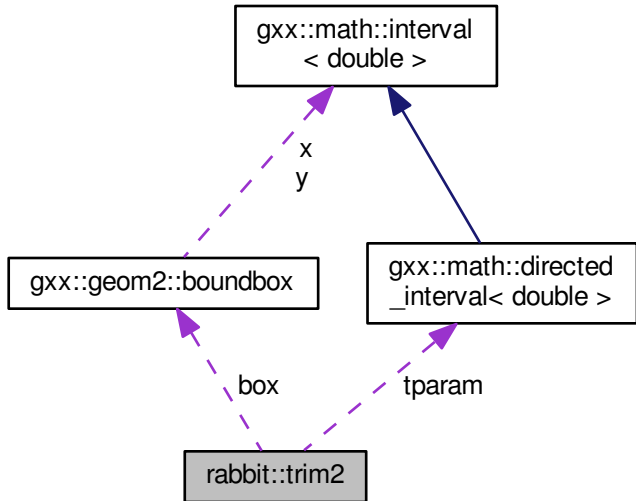 gxx::math::interval
< double >
x
y
gxx::geom2::boundbox
gxx::math::directed
_interval< double >
box
tparam
rabbit::trim2